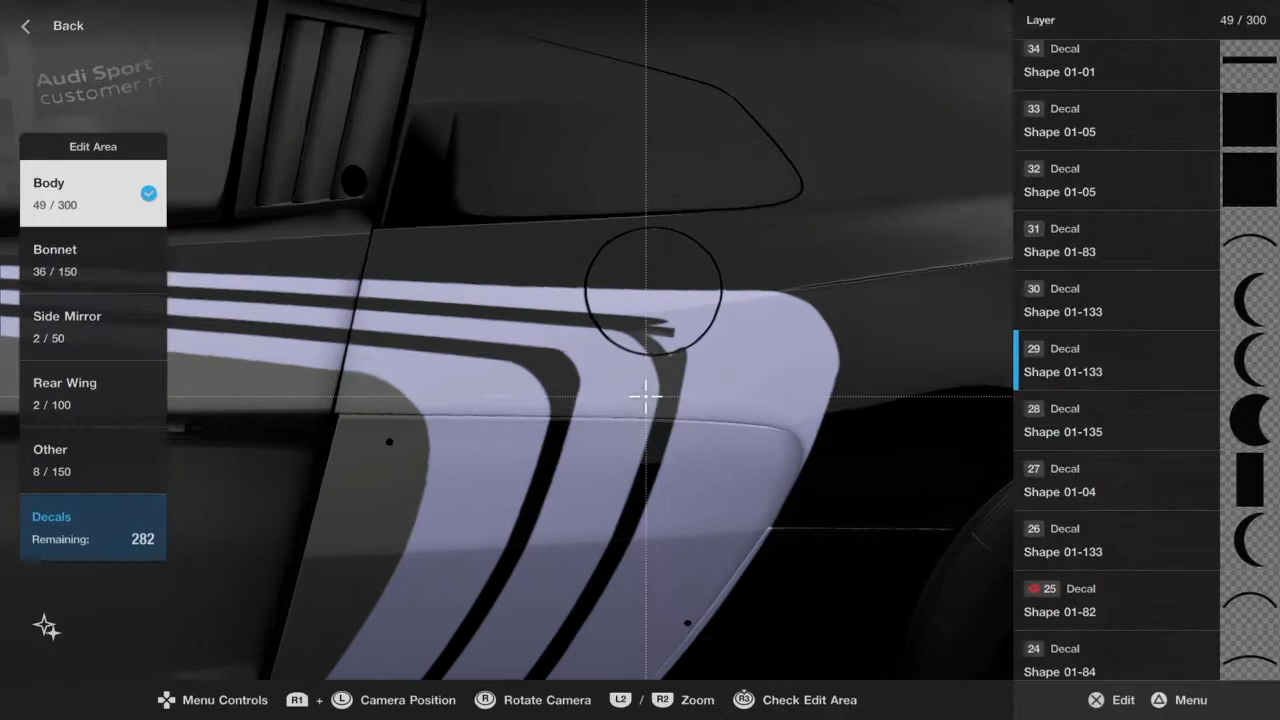 Back
Layer 49 / 300
Audi Sport
customer ra
Edit Area
Body
49 / 300
Bonnet
36 / 150
Side Mirror
2 / 50
Rear Wing
2 / 100
Other
8 / 150
Decals
Remaining: 282
34 Decal
Shape 01-01
33 Decal
Shape 01-05
32 Decal
Shape 01-05
31 Decal
Shape 01-83
30 Decal
Shape 01-133
29 Decal
Shape 01-133
28 Decal
Shape 01-135
27 Decal
Shape 01-04
26 Decal
Shape 01-133
25 Decal
Shape 01-82
24 Decal
Shape 01-84
Menu Controls R1 + L Camera Position R Rotate Camera L2 / R2 Zoom R3 Check Edit Area Edit Menu